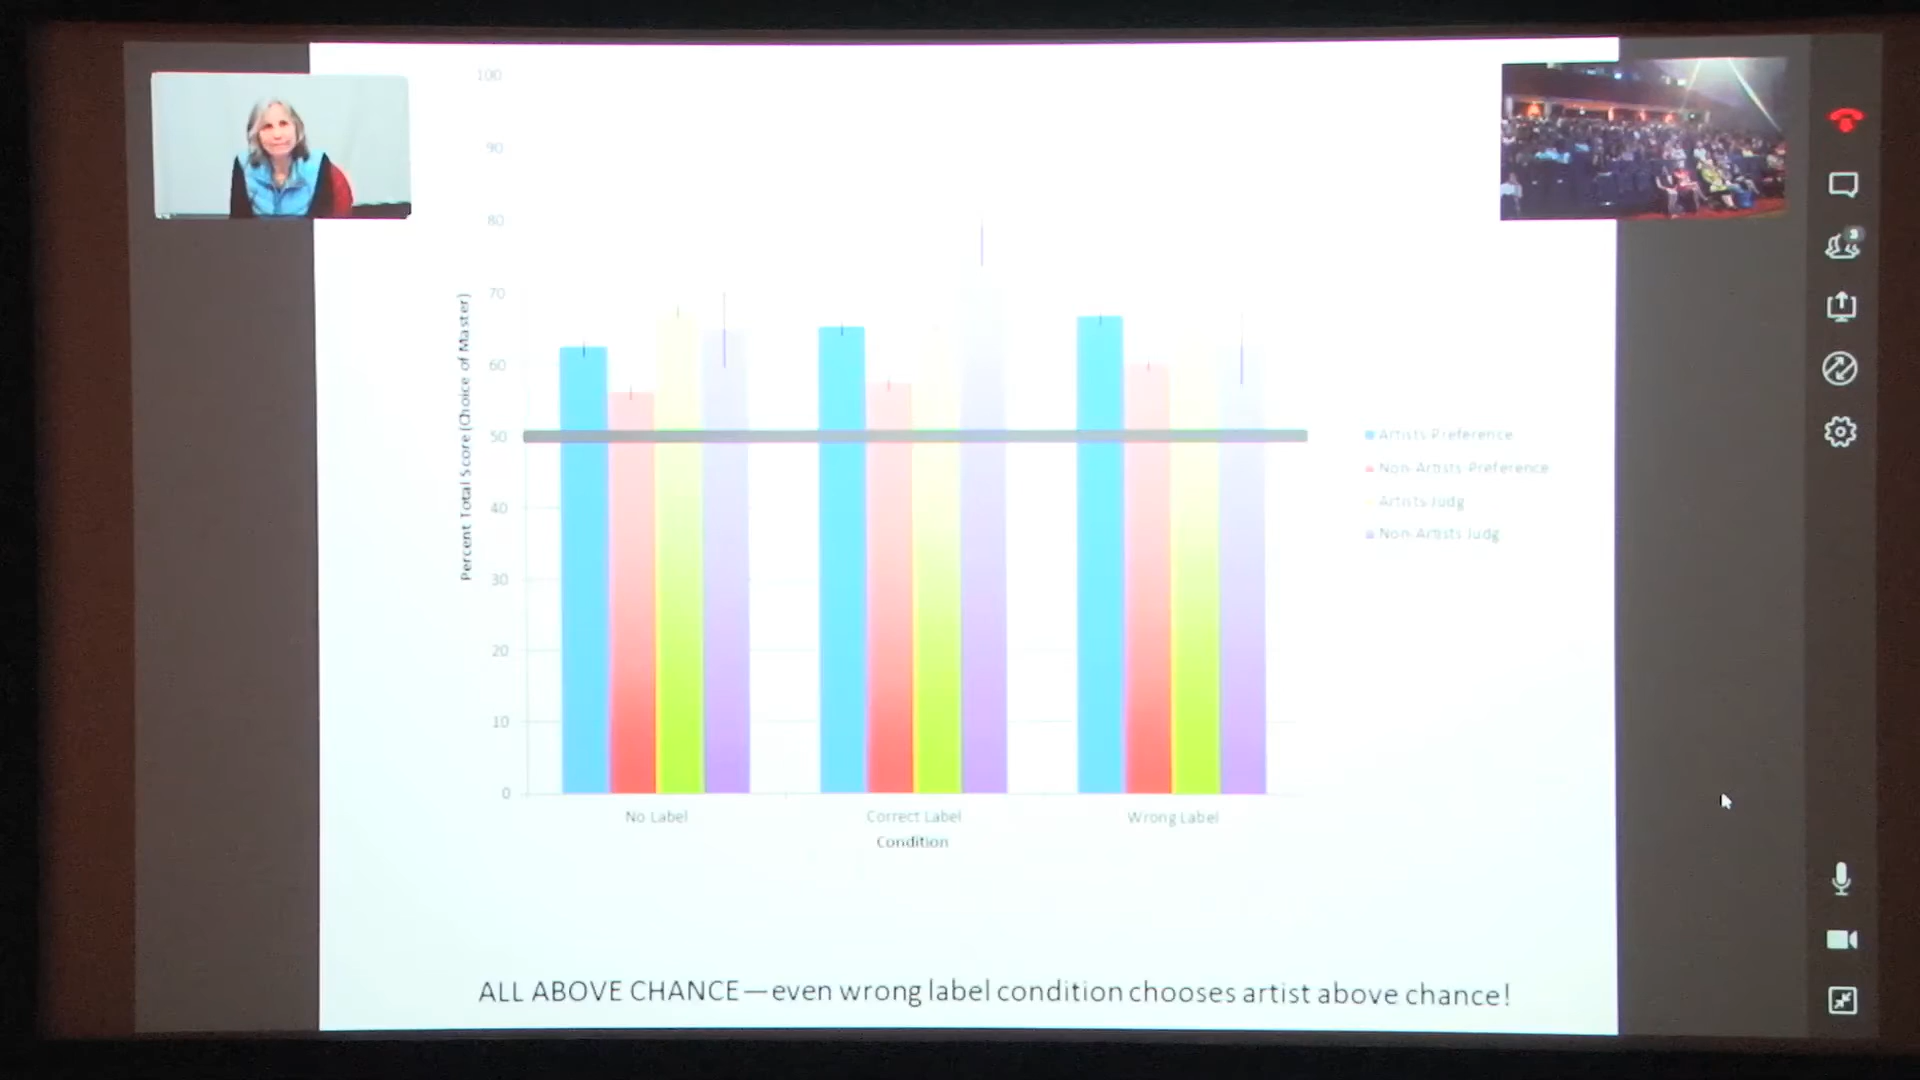 100
90
80
70
60
50
40
30
20
10
0
Percent Total Score (Choice of Master)
No Label
Correct Label
Wrong Label
Condition
Artists Preference
Non-Artists Preference
Artists Judg
Non-Artists Judg
ALL ABOVE CHANCE—even wrong label condition chooses artist above chance!
3